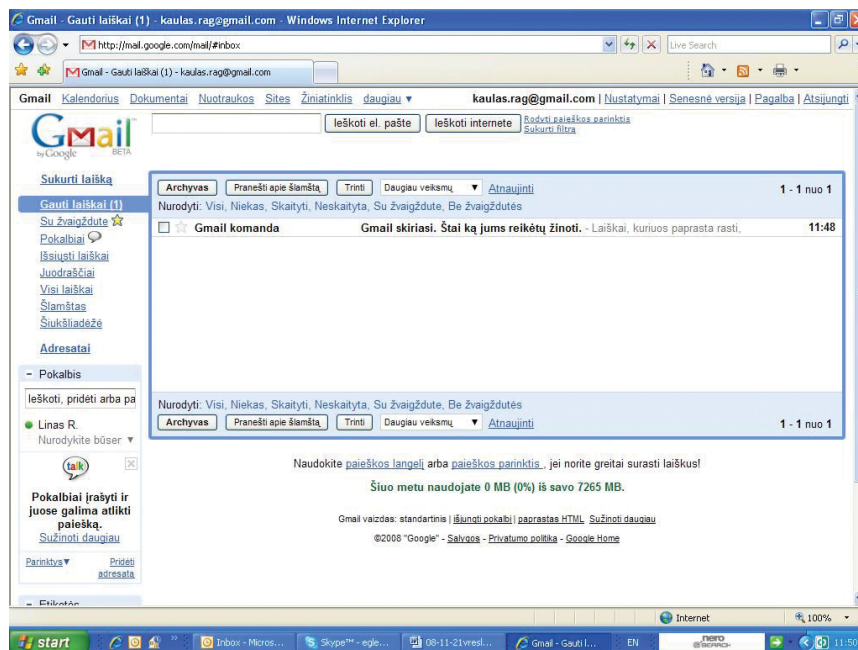 Gmail - Gauti laiškai (1) - kaulas.rag@gmail.com - Windows Internet Explorer
http://mail.google.com/mail/#inbox
Live Search
Gmail - Gauti laiškai (1) - kaulas.rag@gmail.com
Gmail Kalendorius Dokumentai Nuotraukos Sites Žiniatinklis daugiau ▼ kaulas.rag@gmail.com | Nustatymai | Senesnė versija | Pagalba | Atsijungti
Gmail
by Google BETA
Ieškoti el. pašte Ieškoti internete Rodyti paieškos parinktis
Sukurti filtrą
Sukurti laišką
Gauti laiškai (1)
Su žvaigždute
Pokalbiai
Išsiųsti laiškai
Juodraščiai
Visi laiškai
Šlamštas
Šiukšliadėžė
Adresatai
Archyvas Pranešti apie šlamštą Trinti Daugiau veiksmų ▼ Atnaujinti 1 - 1 nuo 1
Nurodyti: Visi, Niekas, Skaityti, Neskaityta, Su žvaigždute, Be žvaigždutės
Gmail komanda Gmail skiriasi. Štai ką jums reikėtų žinoti. - Laiškai, kuriuos paprasta rasti, 11:48
Nurodyti: Visi, Niekas, Skaityti, Neskaityta, Su žvaigždute, Be žvaigždutės
Archyvas Pranešti apie šlamštą Trinti Daugiau veiksmų ▼ Atnaujinti 1 - 1 nuo 1
− Pokalbis
Ieškoti, pridėti arba pa
Linas R.
Nurodykite būser ▼
talk
Pokalbiai įrašyti ir
juose galima atlikti
paiešką.
Sužinoti daugiau
Parinktys▼ Pridėti
adresatą
− Etiketės
Naudokite paieškos langelį arba paieškos parinktis , jei norite greitai surasti laiškus!
Šiuo metu naudojate 0 MB (0%) iš savo 7265 MB.
Gmail vaizdas: standartinis | išjungti pokalbį | paprastas HTML Sužinoti daugiau
©2008 "Google" - Sąlygos - Privatumo politika - Google Home
Internet 100%
start Inbox - Micros... Skype™ - egle... 08-11-21vresl... Gmail - Gauti l... EN nero SEARCH 11:50